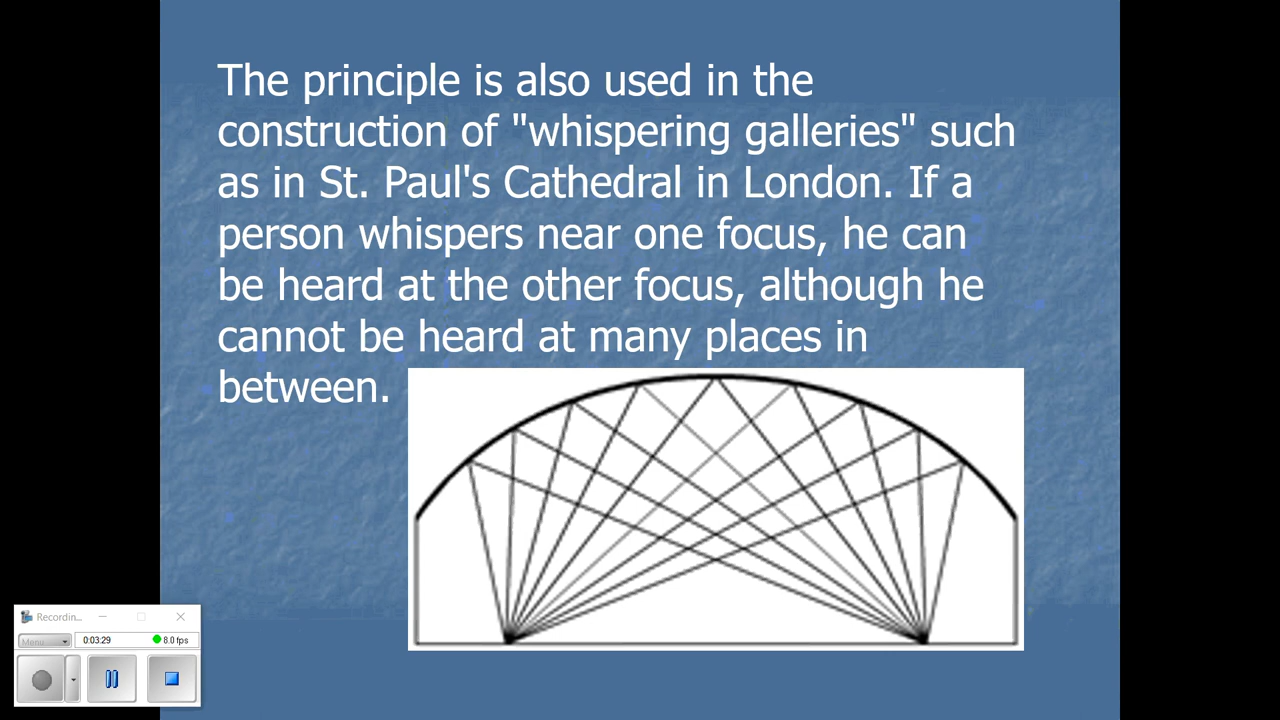 The principle is also used in the
construction of "whispering galleries" such
as in St. Paul's Cathedral in London. If a
person whispers near one focus, he can
be heard at the other focus, although he
cannot be heard at many places in
between.
Recordin...
Menu
0:03:29
8.0 fps